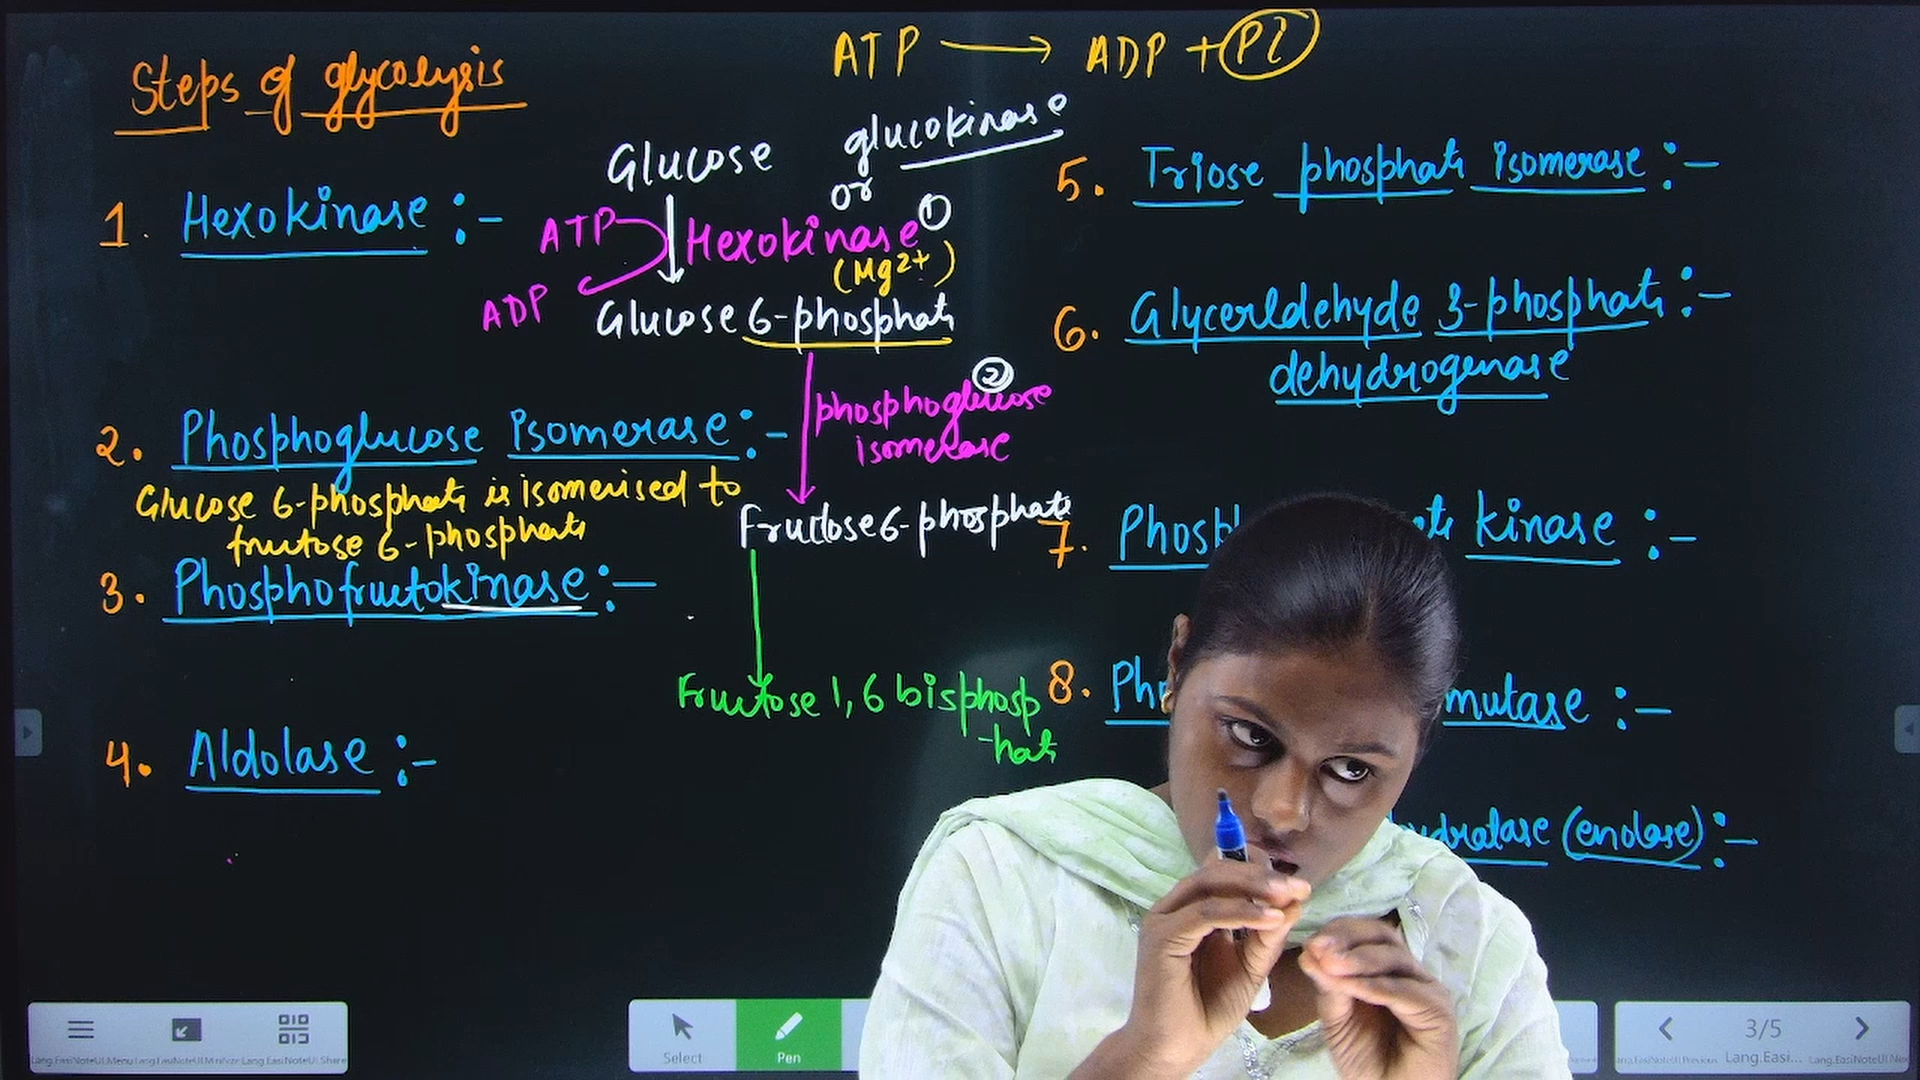 Steps of glycolysis
ATP → ADP + Pi
1. Hexokinase :-
Glucose
glucokinase
or
ATP
Hexokinase ①
(Mg2+)
ADP
Glucose 6-phosphate
2. Phosphoglucose isomerase :-
Glucose 6-phosphate is isomerised to
fructose 6-phosphate
②
phosphoglucose
isomerase
Fructose 6-phosphate
3. Phosphofructokinase :-
Fructose 1,6 bisphosp
-hate
4. Aldolase :-
5. Triose phosphate isomerase :-
6. Glycerldehyde 3-phosphate :-
dehydrogenase
7. kinase :-
8. mutase :-
(enolase) :-
Select
Pen
3/5
Lang.Easi...